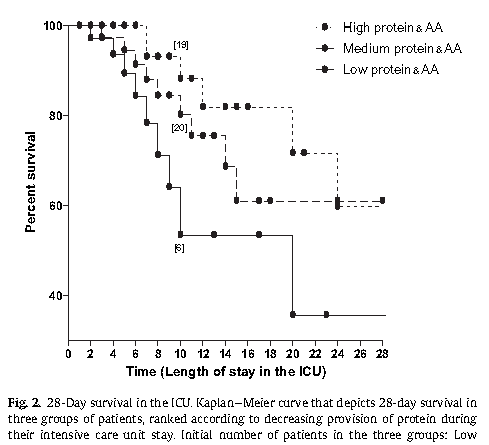 High protein & AA
Medium protein & AA
Low protein & AA
100
80
60
40
Percent survival
[19]
[20]
[6]
0 2 4 6 8 10 12 14 16 18 20 22 24 26 28
Time (Length of stay in the ICU)
Fig. 2. 28-Day survival in the ICU. Kaplan–Meier curve that depicts 28-day survival in
three groups of patients, ranked according to decreasing provision of protein during
their intensive care unit stay. Initial number of patients in the three groups: Low